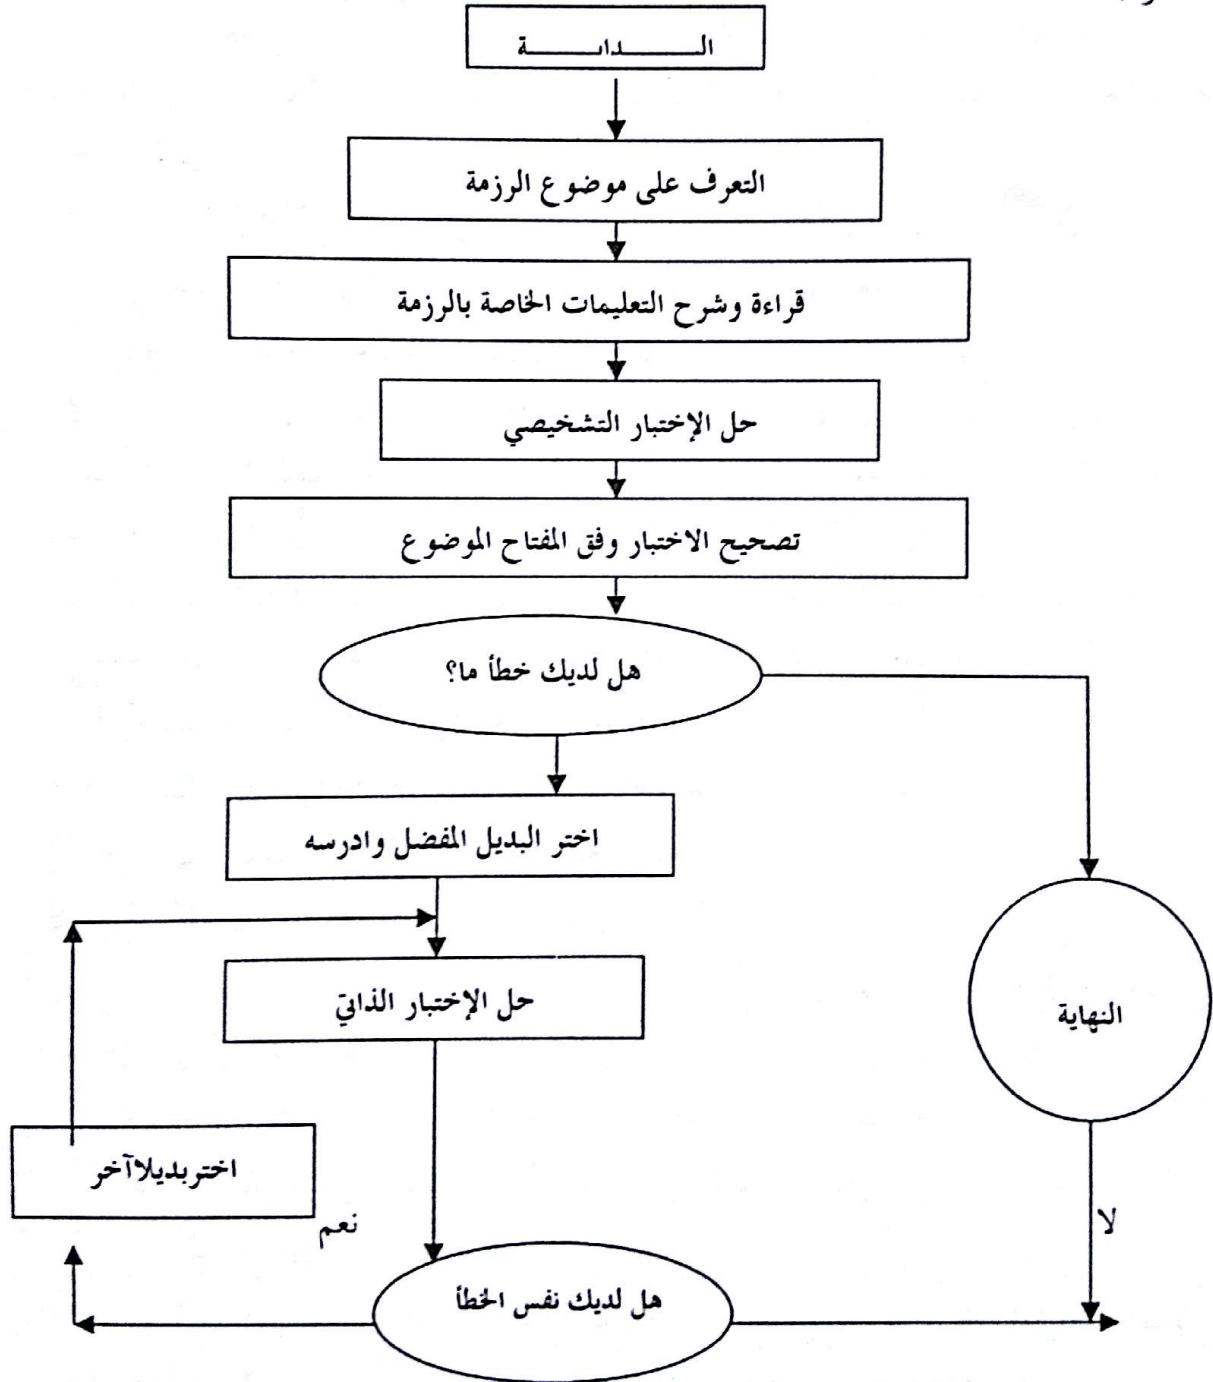 البدايـــة
التعرف على موضوع الرزمة
قراءة وشرح التعليمات الخاصة بالرزمة
حل الإختبار التشخيصي
تصحيح الاختبار وفق المفتاح الموضوع
هل لديك خطأ ما؟
اختر البديل المفضل وادرسه
حل الإختبار الذاتي
النهاية
اختربديلاآخر
نعم
لا
هل لديك نفس الخطأ